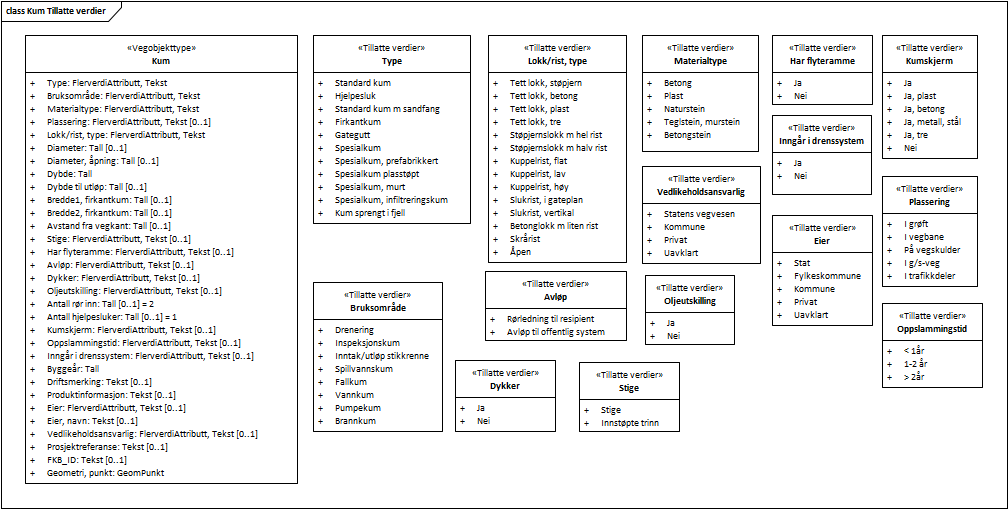 class Kum Tillatte verdier
«Vegobjekttype»
Kum
+ Type: FlerverdiAttributt, Tekst
+ Bruksområde: FlerverdiAttributt, Tekst
+ Materialtype: FlerverdiAttributt, Tekst
+ Plassering: FlerverdiAttributt, Tekst [0..1]
+ Lokk/rist, type: FlerverdiAttributt, Tekst
+ Diameter: Tall [0..1]
+ Diameter, åpning: Tall [0..1]
+ Dybde: Tall
+ Dybde til utløp: Tall [0..1]
+ Bredde1, firkantkum: Tall [0..1]
+ Bredde2, firkantkum: Tall [0..1]
+ Avstand fra vegkant: Tall [0..1]
+ Stige: FlerverdiAttributt, Tekst [0..1]
+ Har flyteramme: FlerverdiAttributt, Tekst [0..1]
+ Avløp: FlerverdiAttributt, Tekst [0..1]
+ Dykker: FlerverdiAttributt, Tekst [0..1]
+ Oljeutskilling: FlerverdiAttributt, Tekst [0..1]
+ Antall rør inn: Tall [0..1] = 2
+ Antall hjelpesluker: Tall [0..1] = 1
+ Kumskjerm: FlerverdiAttributt, Tekst [0..1]
+ Oppslammingstid: FlerverdiAttributt, Tekst [0..1]
+ Inngår i drenssystem: FlerverdiAttributt, Tekst [0..1]
+ Byggeår: Tall
+ Driftsmerking: Tekst [0..1]
+ Produktinformasjon: Tekst [0..1]
+ Eier: FlerverdiAttributt, Tekst [0..1]
+ Eier, navn: Tekst [0..1]
+ Vedlikeholdsansvarlig: FlerverdiAttributt, Tekst [0..1]
+ Prosjektreferanse: Tekst [0..1]
+ FKB_ID: Tekst [0..1]
+ Geometri, punkt: GeomPunkt
«Tillatte verdier»
Type
+ Standard kum
+ Hjelpesluk
+ Standard kum m sandfang
+ Firkantkum
+ Gategutt
+ Spesialkum
+ Spesialkum, prefabrikkert
+ Spesialkum plasstøpt
+ Spesialkum, murt
+ Spesialkum, infiltreringskum
+ Kum sprengt i fjell
«Tillatte verdier»
Bruksområde
+ Drenering
+ Inspeksjonskum
+ Inntak/utløp stikkrenne
+ Spillvannskum
+ Fallkum
+ Vannkum
+ Pumpekum
+ Brannkum
«Tillatte verdier»
Lokk/rist, type
+ Tett lokk, støpjern
+ Tett lokk, betong
+ Tett lokk, plast
+ Tett lokk, tre
+ Støpjernslokk m hel rist
+ Støpjernslokk m halv rist
+ Kuppelrist, flat
+ Kuppelrist, lav
+ Kuppelrist, høy
+ Slukrist, i gateplan
+ Slukrist, vertikal
+ Betonglokk m liten rist
+ Skrårist
+ Åpen
«Tillatte verdier»
Avløp
+ Rørledning til resipient
+ Avløp til offentlig system
«Tillatte verdier»
Dykker
+ Ja
+ Nei
«Tillatte verdier»
Stige
+ Stige
+ Innstøpte trinn
«Tillatte verdier»
Materialtype
+ Betong
+ Plast
+ Naturstein
+ Teglstein, murstein
+ Betongstein
«Tillatte verdier»
Vedlikeholdsansvarlig
+ Statens vegvesen
+ Kommune
+ Privat
+ Uavklart
«Tillatte verdier»
Oljeutskilling
+ Ja
+ Nei
«Tillatte verdier»
Har flyteramme
+ Ja
+ Nei
«Tillatte verdier»
Inngår i drenssystem
+ Ja
+ Nei
«Tillatte verdier»
Eier
+ Stat
+ Fylkeskommune
+ Kommune
+ Privat
+ Uavklart
«Tillatte verdier»
Kumskjerm
+ Ja
+ Ja, plast
+ Ja, betong
+ Ja, metall, stål
+ Ja, tre
+ Nei
«Tillatte verdier»
Plassering
+ I grøft
+ I vegbane
+ På vegskulder
+ I g/s-veg
+ I trafikkdeler
«Tillatte verdier»
Oppslammingstid
+ < 1år
+ 1-2 år
+ > 2år